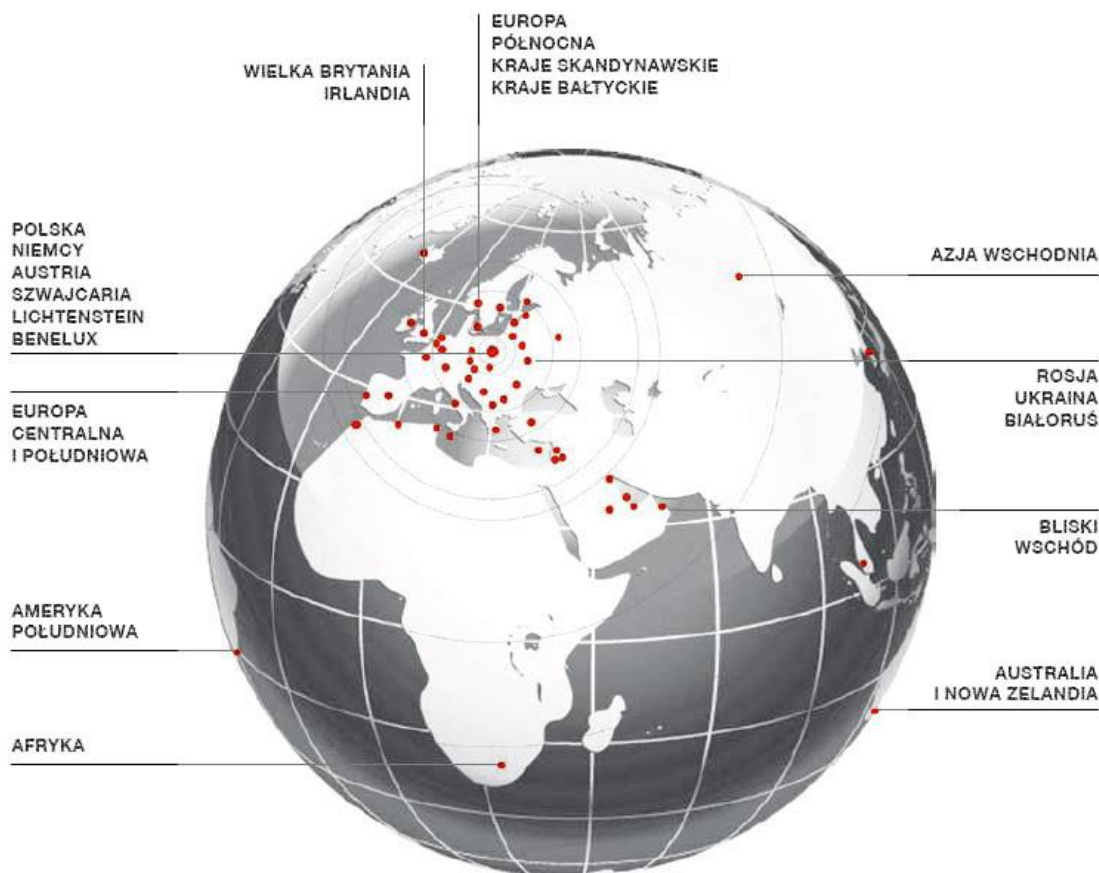 EUROPA
PÓŁNOCNA
KRAJE SKANDYNAWSKIE
KRAJE BAŁTYCKIE
WIELKA BRYTANIA
IRLANDIA
POLSKA
NIEMCY
AUSTRIA
SZWAJCARIA
LICHTENSTEIN
BENELUX
AZJA WSCHODNIA
ROSJA
UKRAINA
BIAŁORUŚ
EUROPA
CENTRALNA
I POŁUDNIOWA
BLISKI
WSCHÓD
AMERYKA
POŁUDNIOWA
AUSTRALIA
I NOWA ZELANDIA
AFRYKA